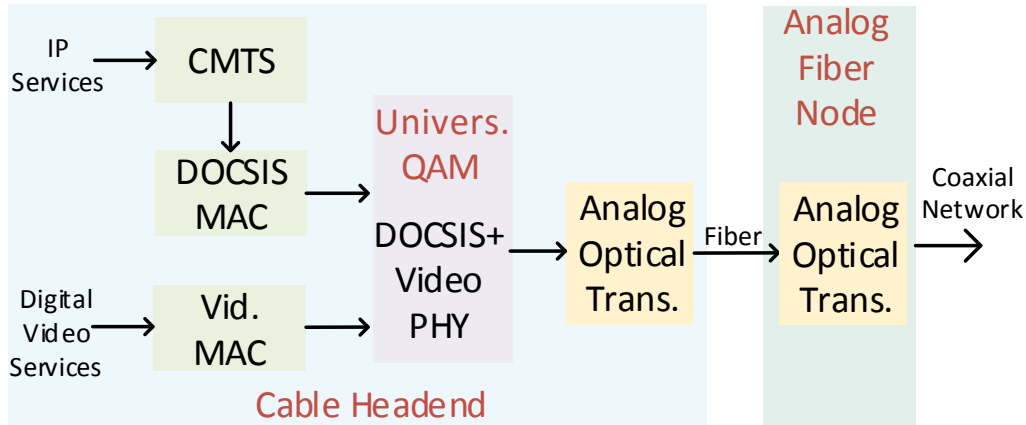 IP
Services
CMTS
DOCSIS
MAC
Digital
Video
Services
Vid.
MAC
Univers.
QAM
DOCSIS+
Video
PHY
Analog
Optical
Trans.
Cable Headend
Fiber
Analog
Fiber
Node
Analog
Optical
Trans.
Coaxial
Network